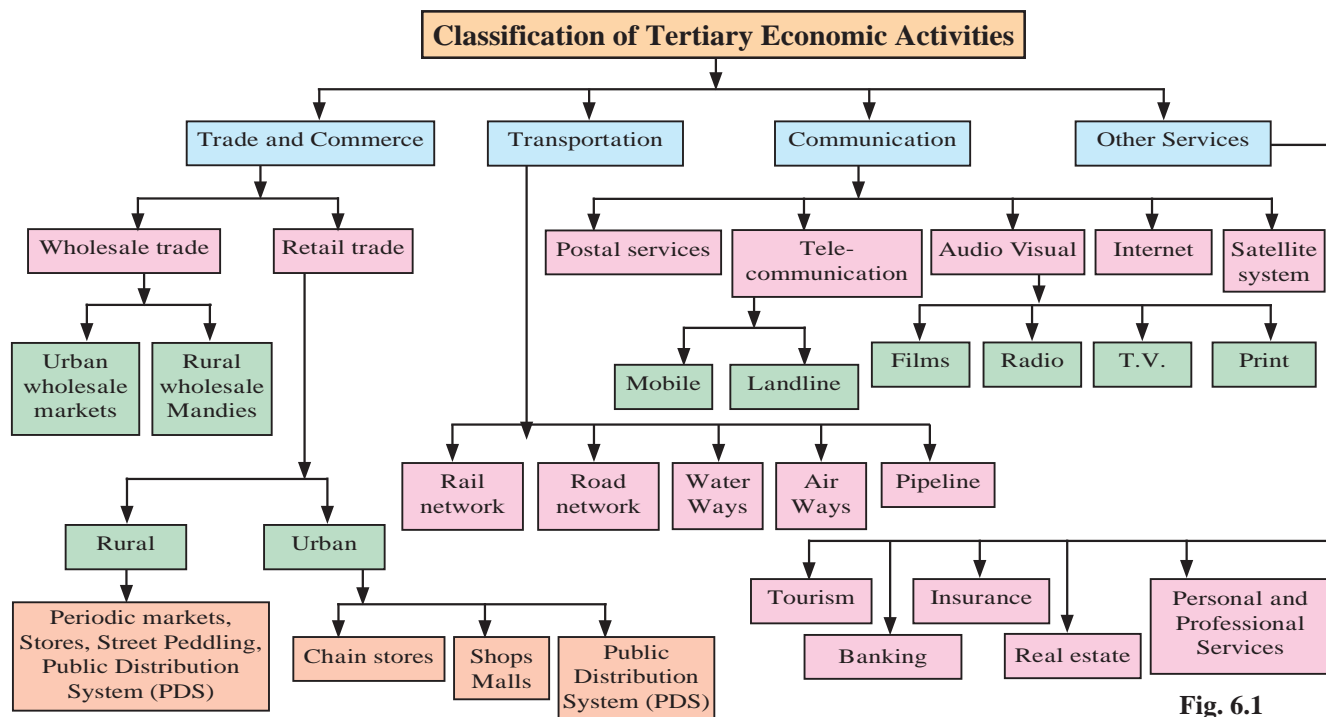 Classification of Tertiary Economic Activities
Trade and Commerce
Transportation
Communication
Other Services
Wholesale trade
Retail trade
Postal services
Tele-
communication
Audio Visual
Internet
Satellite
system
Urban
wholesale
markets
Rural
wholesale
Mandies
Mobile
Landline
Films
Radio
T.V.
Print
Rail
network
Road
network
Water
Ways
Air
Ways
Pipeline
Rural
Urban
Periodic markets,
Stores, Street Peddling,
Public Distribution
System (PDS)
Chain stores
Shops
Malls
Public
Distribution
System (PDS)
Tourism
Banking
Insurance
Real estate
Personal and
Professional
Services
Fig. 6.1